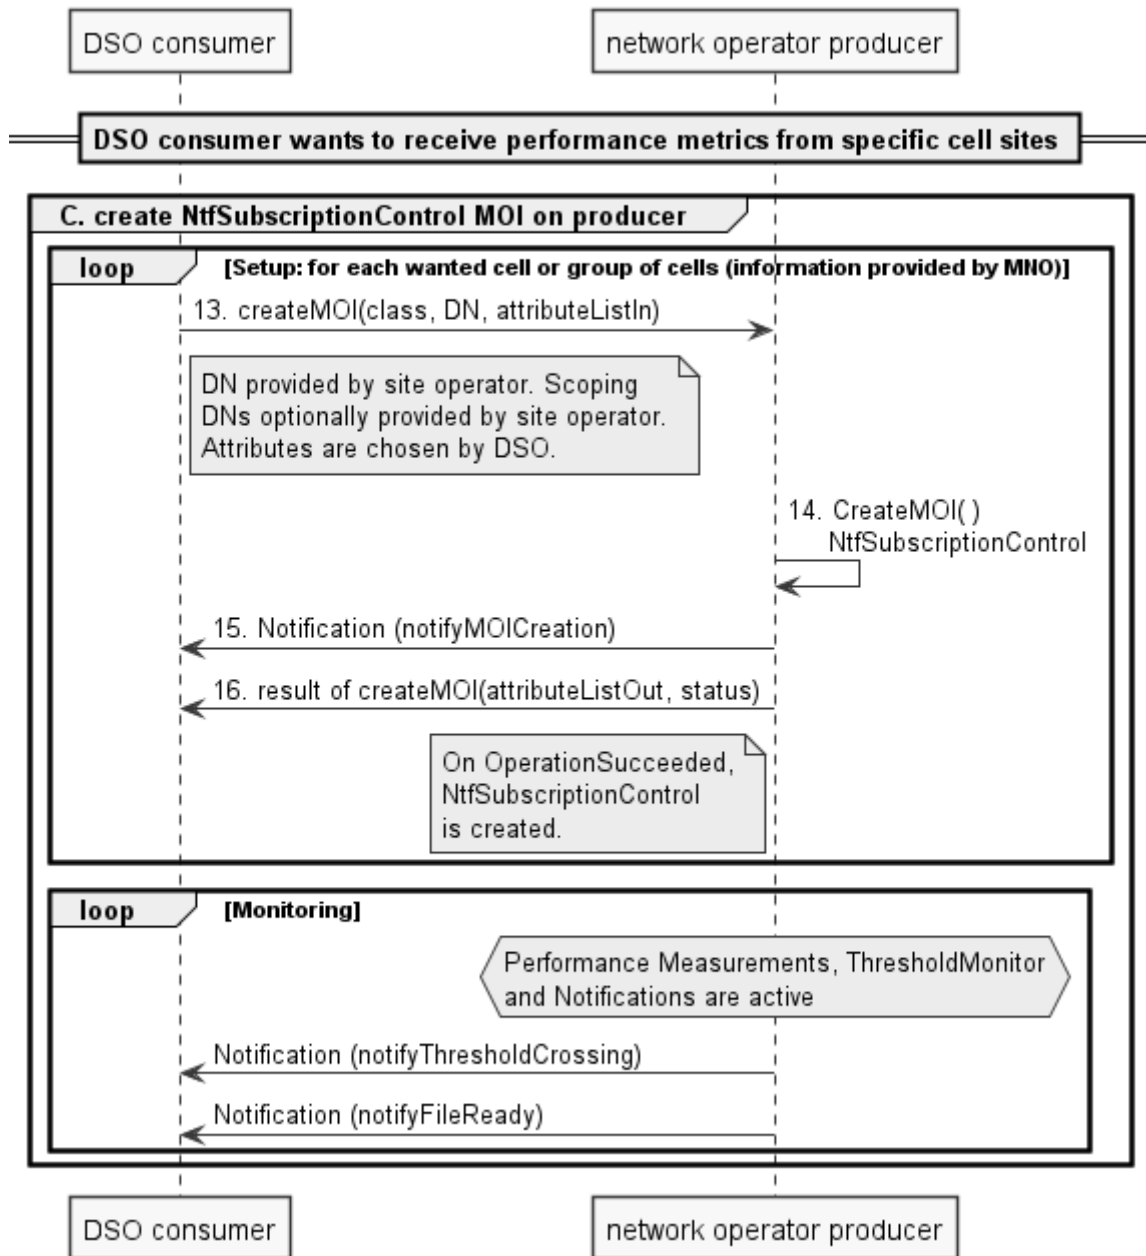 DSO consumer
network operator producer
DSO consumer wants to receive performance metrics from specific cell sites
C. create NtfSubscriptionControl MOI on producer
loop
[Setup: for each wanted cell or group of cells (information provided by MNO)]
13. createMOI(class, DN, attributeListIn)
DN provided by site operator. Scoping
DNs optionally provided by site operator.
Attributes are chosen by DSO.
14. CreateMOI( )
NtfSubscriptionControl
15. Notification (notifyMOICreation)
16. result of createMOI(attributeListOut, status)
On OperationSucceeded,
NtfSubscriptionControl
is created.
loop
[Monitoring]
Performance Measurements, ThresholdMonitor
and Notifications are active
Notification (notifyThresholdCrossing)
Notification (notifyFileReady)
DSO consumer
network operator producer